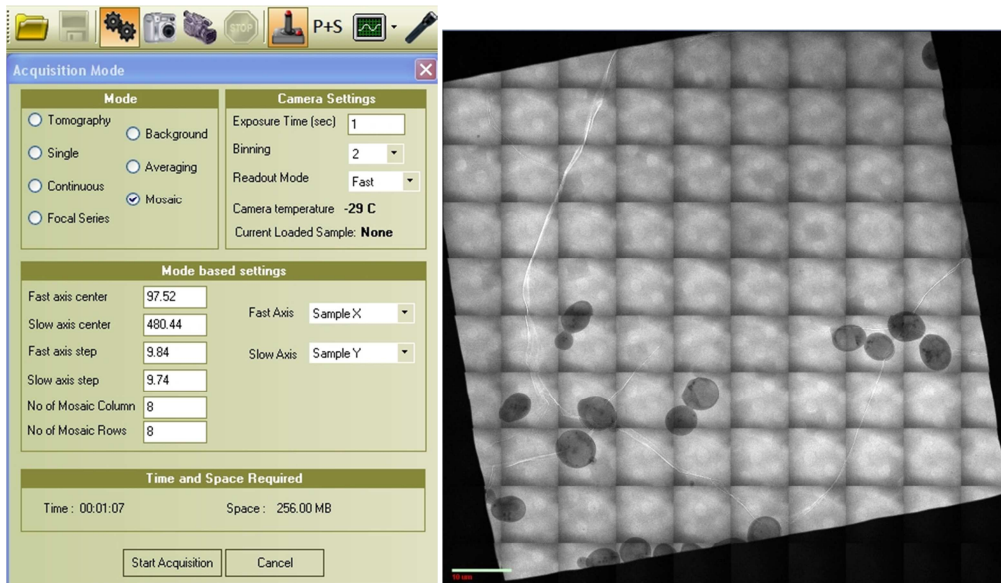 STOP
P+S
Acquisition Mode
Mode
Tomography
Background
Single
Averaging
Continuous
Mosaic
Focal Series
Camera Settings
Exposure Time (sec) 1
Binning 2
Readout Mode Fast
Camera temperature -29 C
Current Loaded Sample: None
Mode based settings
Fast axis center 97.52
Slow axis center 480.44
Fast axis step 9.84
Slow axis step 9.74
No of Mosaic Column 8
No of Mosaic Rows 8
Fast Axis Sample X
Slow Axis Sample Y
Time and Space Required
Time : 00:01:07 Space : 256.00 MB
Start Acquisition Cancel
10 um